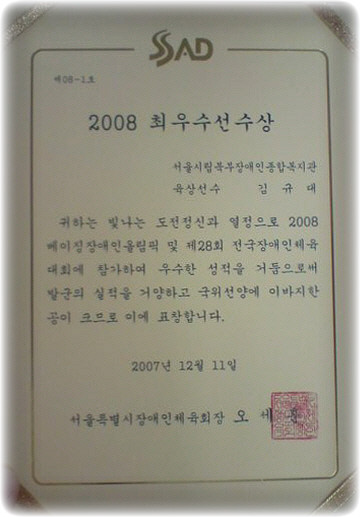 SSAD
제08-1호
2008 최우수선수상
서울시립북부장애인종합복지관
육상선수 김규대
귀하는 빛나는 도전정신과 열정으로 2008
베이징장애인올림픽 및 제28회 전국장애인체육
대회에 참가하여 우수한 성적을 거둠으로써
발군의 실적을 거양하고 국위선양에 이바지한
공이 크므로 이에 표창합니다.
2007년 12월 11일
서울특별시장애인체육회장 오세훈